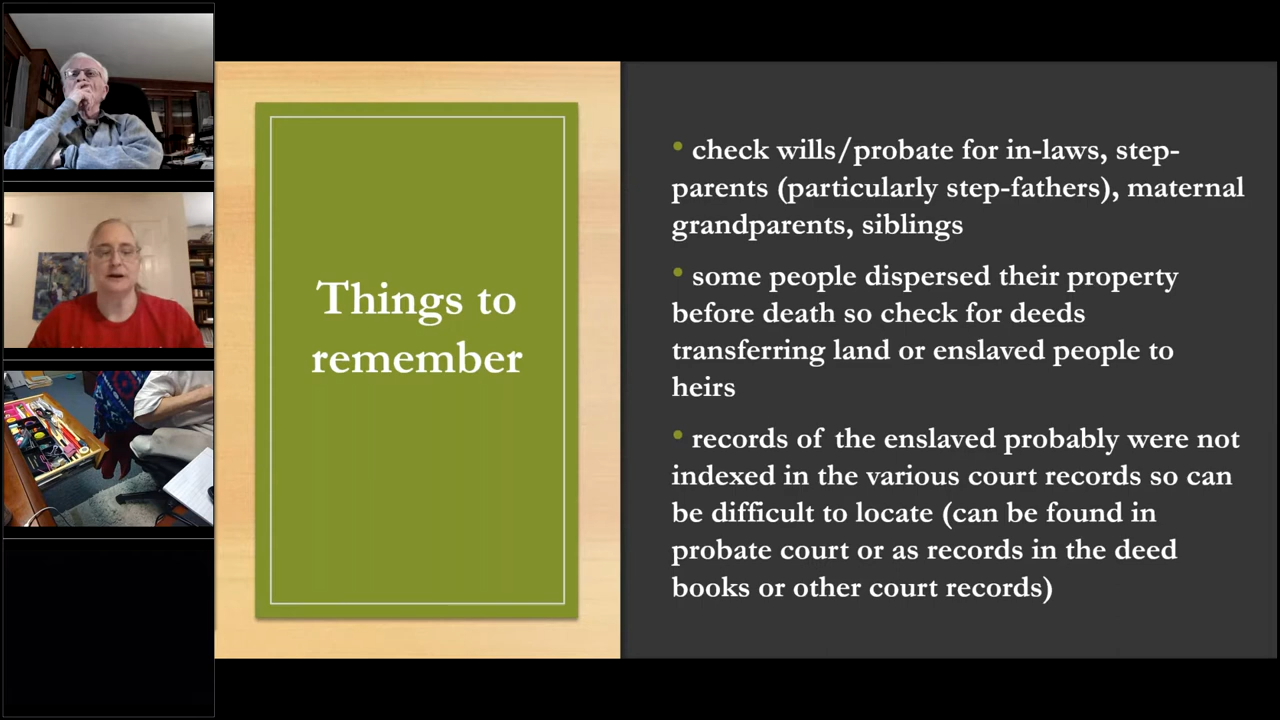 Things to
remember
• check wills/probate for in-laws, step-
parents (particularly step-fathers), maternal
grandparents, siblings
• some people dispersed their property
before death so check for deeds
transferring land or enslaved people to
heirs
• records of the enslaved probably were not
indexed in the various court records so can
be difficult to locate (can be found in
probate court or as records in the deed
books or other court records)